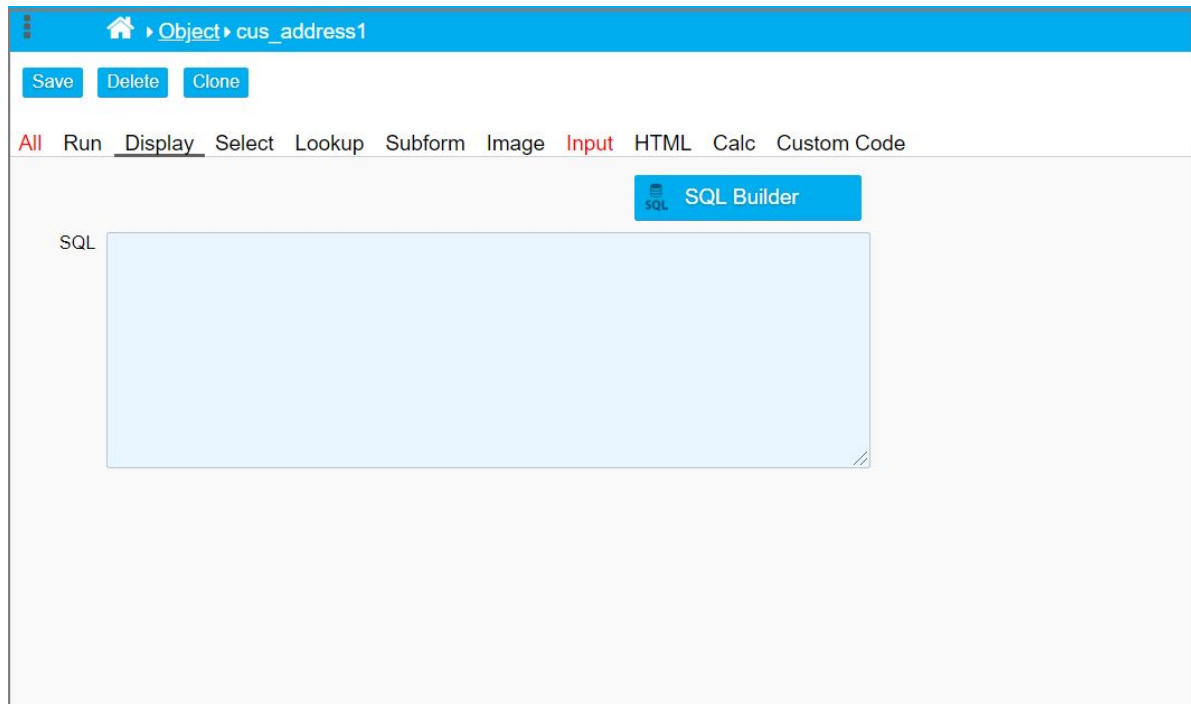 Object cus_address1
Save Delete Clone
All Run Display Select Lookup Subform Image Input HTML Calc Custom Code
SQL SQL Builder
SQL